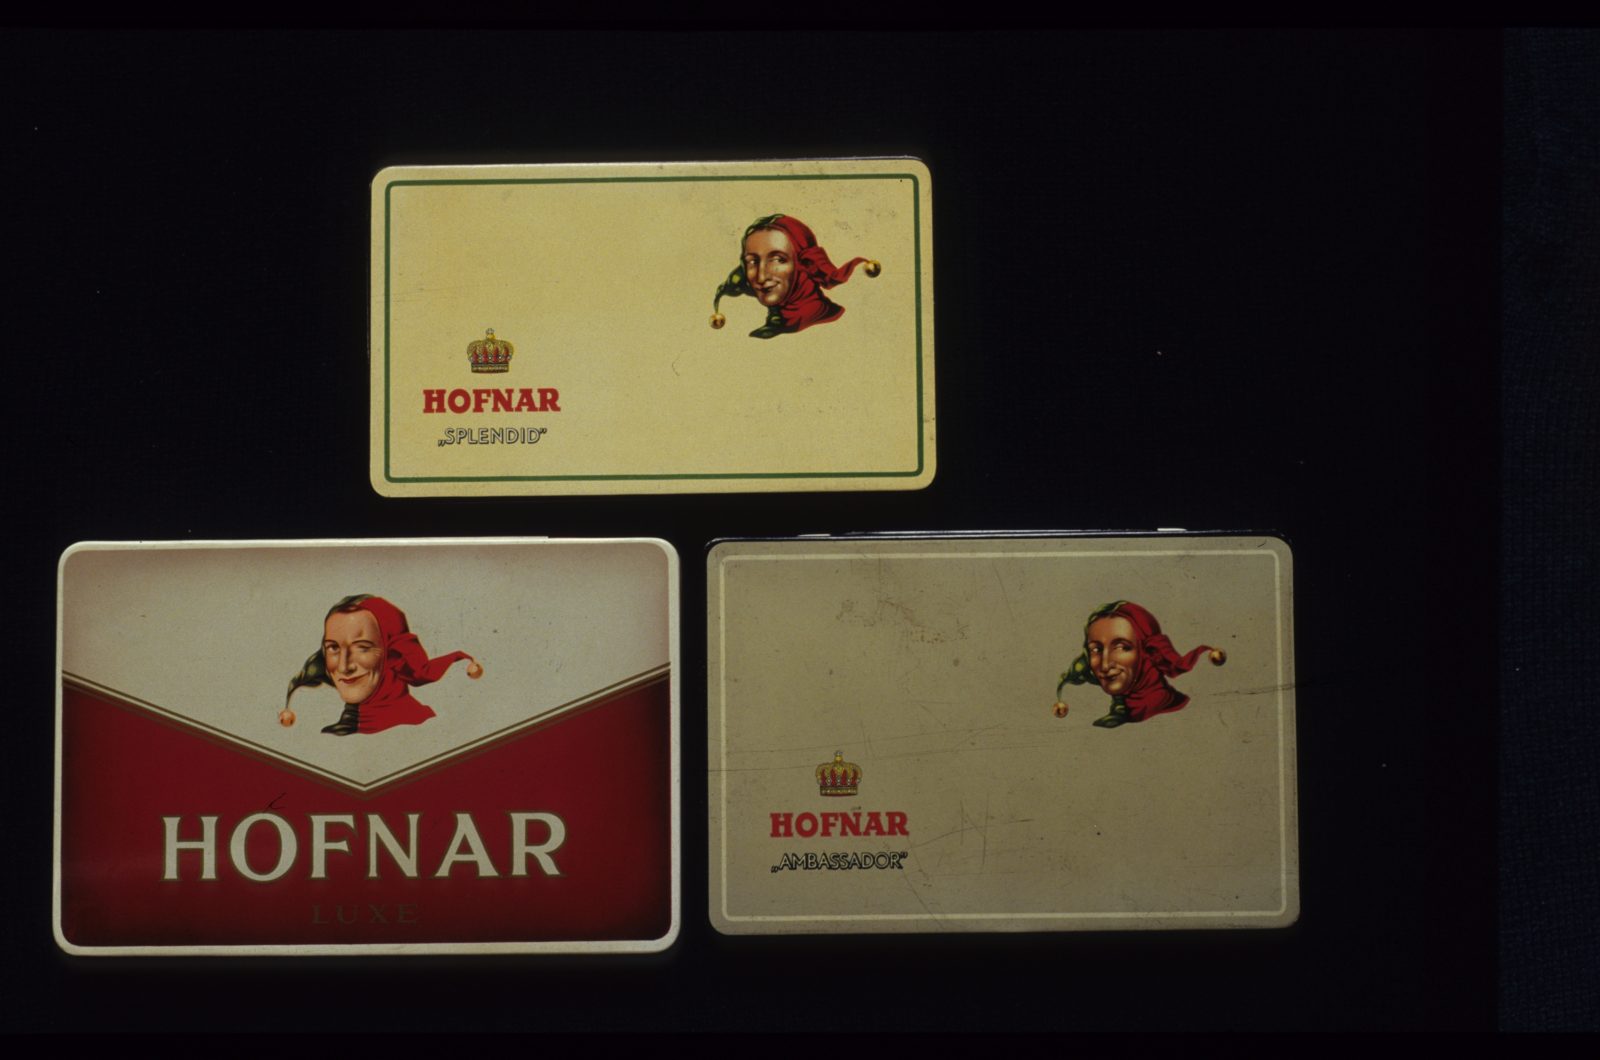 HOFNAR
„SPLENDID”
HOFNAR
LUXE
HOFNAR
„AMBASSADOR”